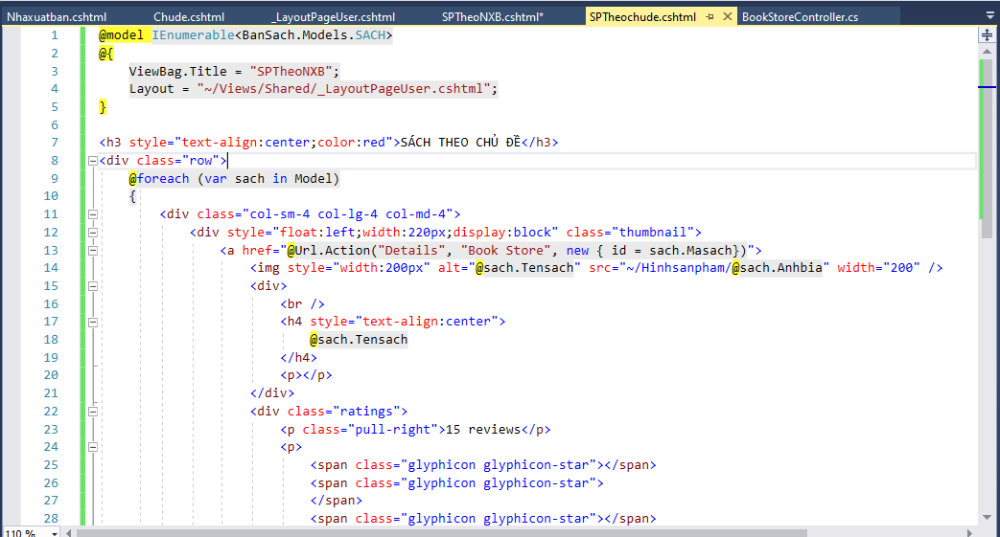 Nhaxuatban.cshtml Chude.cshtml _LayoutPageUser.cshtml SPTheoNXB.cshtml* SPTheochude.cshtml BookStoreController.cs
1 @model IEnumerable<BanSach.Models.SACH>
2 @{
3 ViewBag.Title = "SPTheoNXB";
4 Layout = "~/Views/Shared/_LayoutPageUser.cshtml";
5 }
6
7 <h3 style="text-align:center;color:red">SÁCH THEO CHỦ ĐỀ</h3>
8 <div class="row">
9 @foreach (var sach in Model)
10 {
11 <div class="col-sm-4 col-lg-4 col-md-4">
12 <div style="float:left;width:220px;display:block" class="thumbnail">
13 <a href="@Url.Action("Details", "Book Store", new { id = sach.Masach})">
14 <img style="width:200px" alt="@sach.Tensach" src="~/Hinhsanpham/@sach.Anhbia" width="200" />
15 <div>
16 <br />
17 <h4 style="text-align:center">
18 @sach.Tensach
19 </h4>
20 <p></p>
21 </div>
22 <div class="ratings">
23 <p class="pull-right">15 reviews</p>
24 <p>
25 <span class="glyphicon glyphicon-star"></span>
26 <span class="glyphicon glyphicon-star">
27 </span>
28 <span class="glyphicon glyphicon-star"></span>
110 %